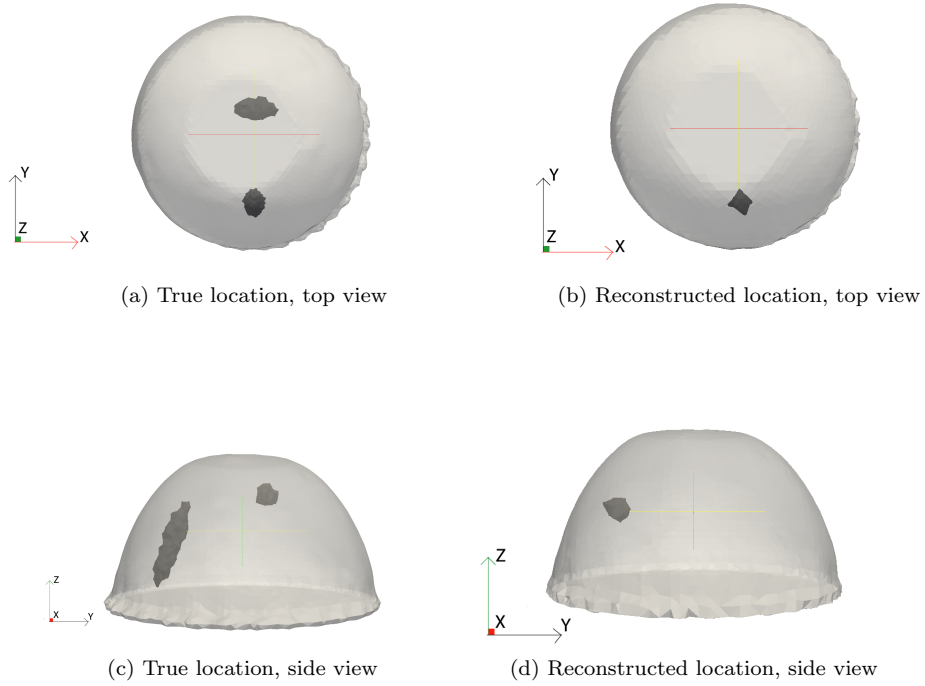 Y
Z
X
Y
Z
X
(a) True location, top view
(b) Reconstructed location, top view
Z
X
Y
Z
X
Y
(c) True location, side view
(d) Reconstructed location, side view